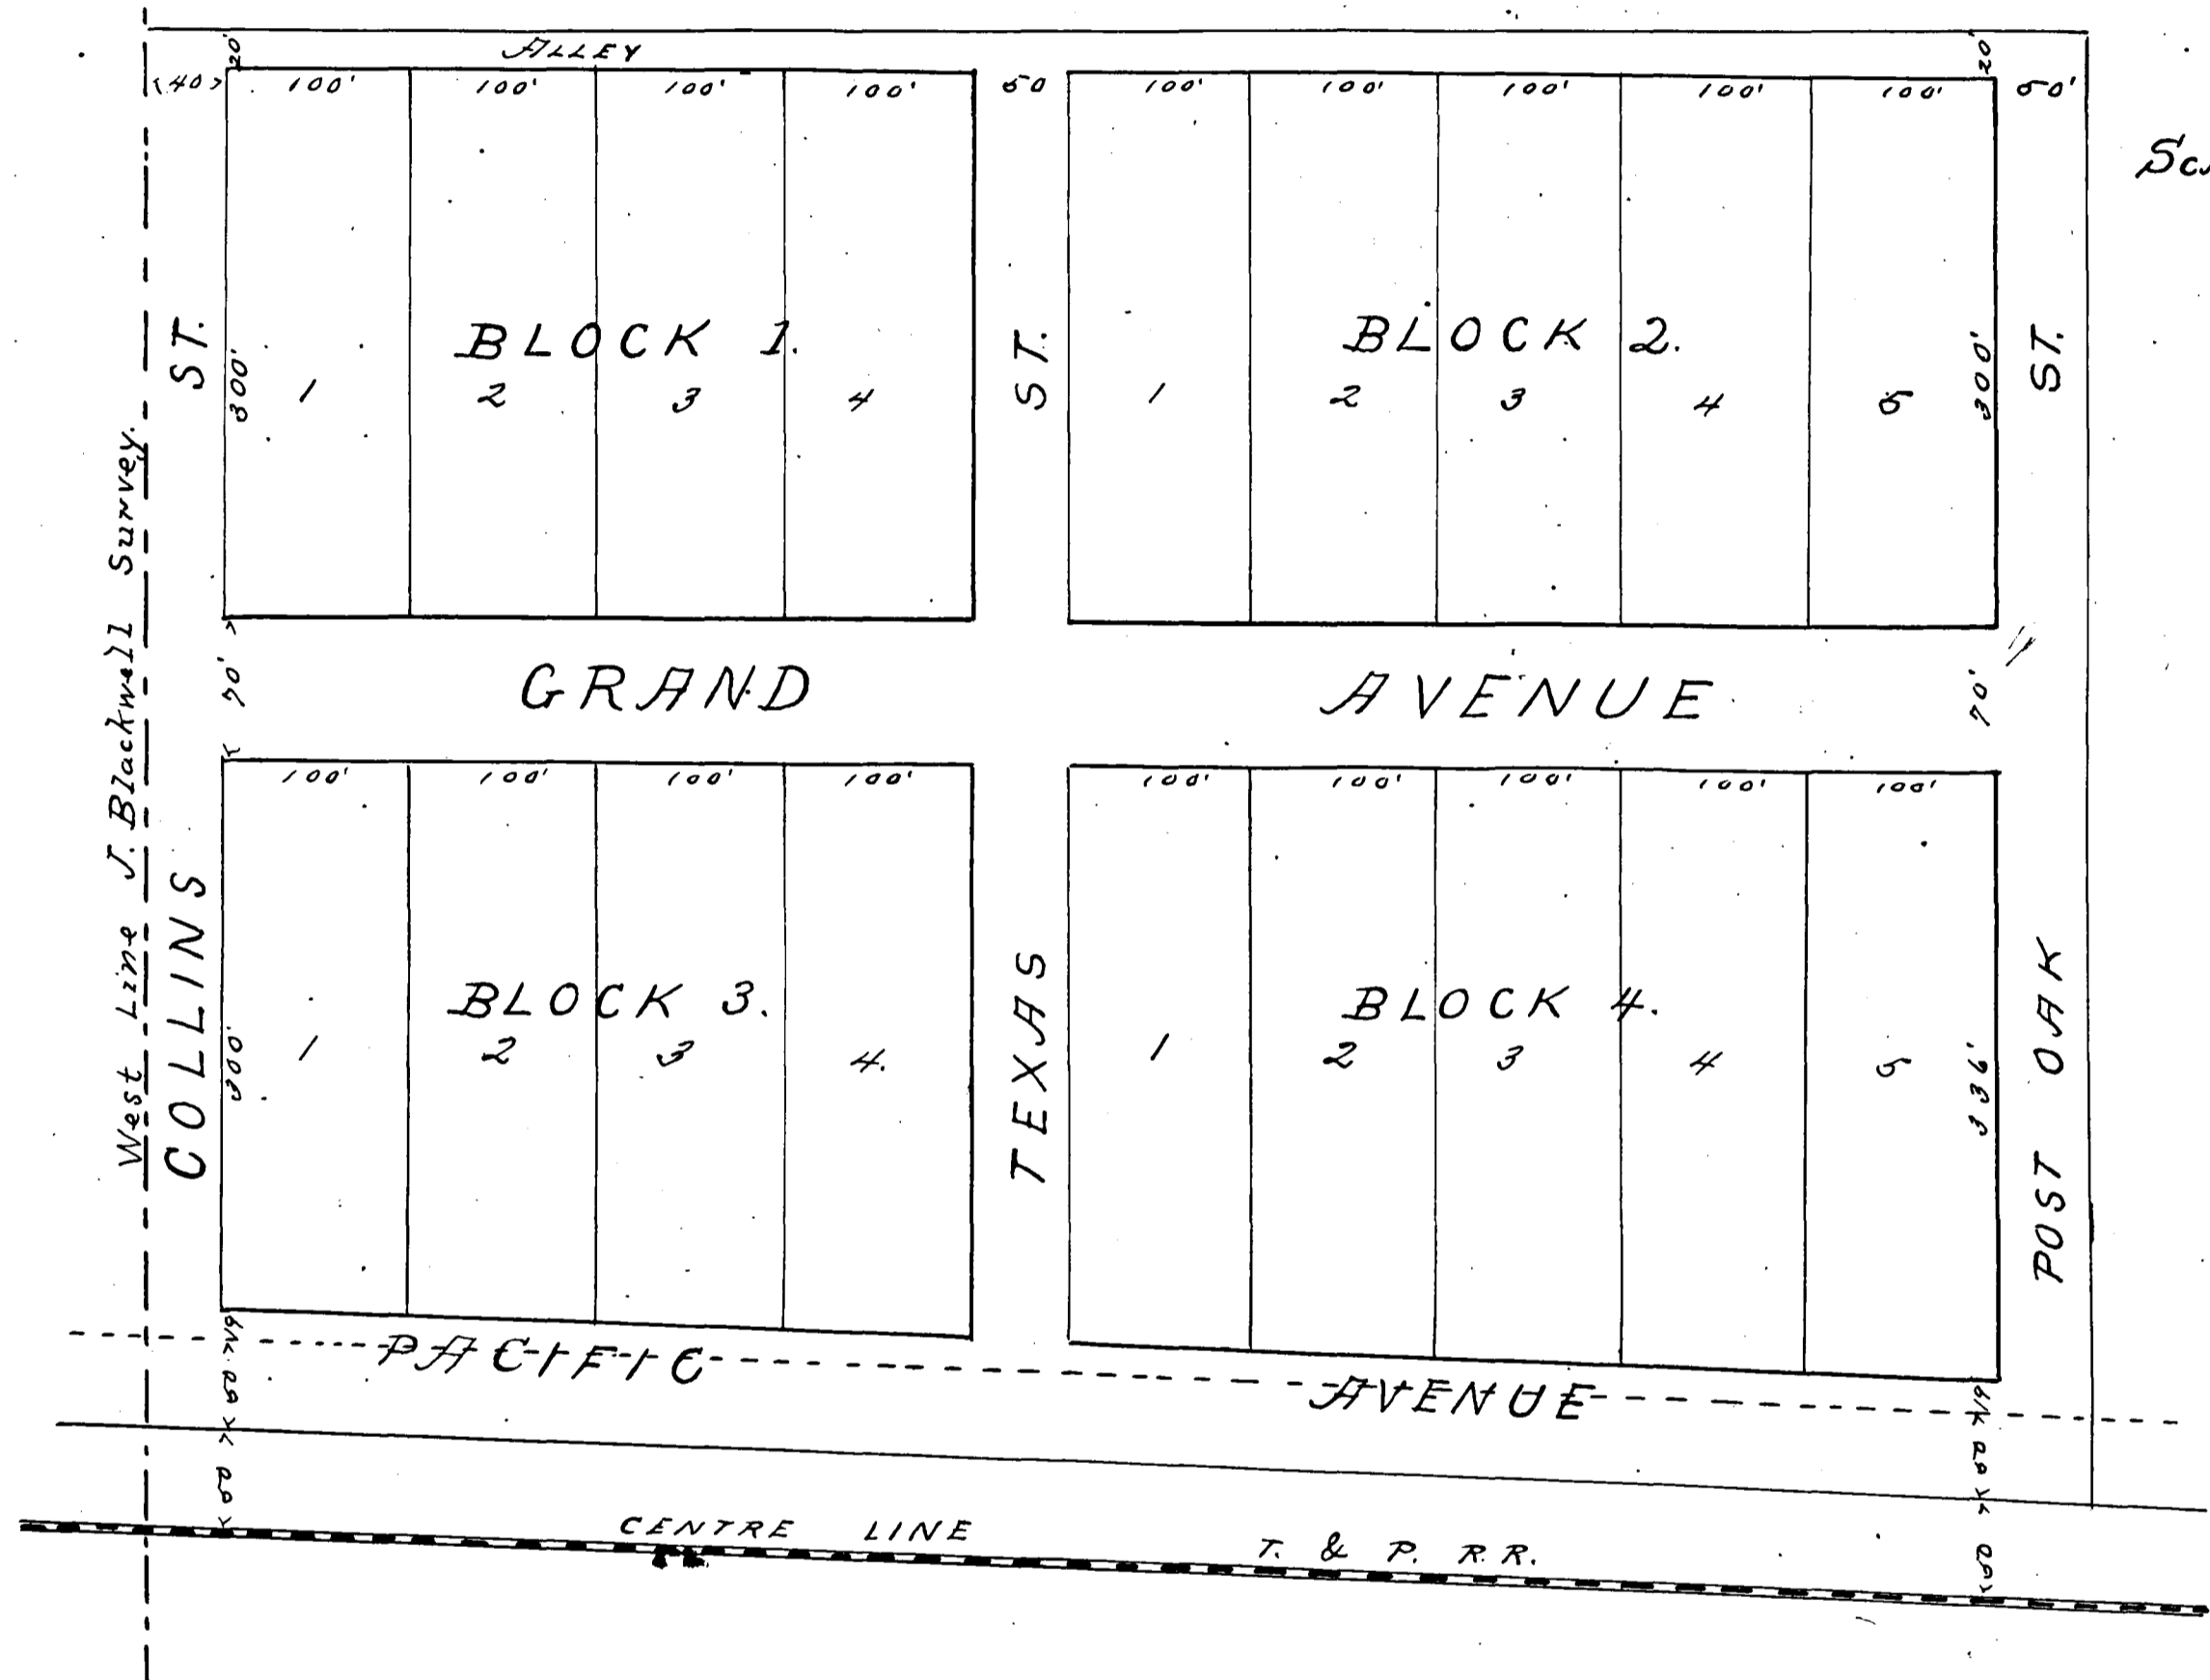 ALLEY
20'
20'
<40>
100'
100'
100'
100'
50
100'
100'
100'
100'
100'
50'
ST.
300'
BLOCK 1.
1
2
3
4
ST.
BLOCK 2.
1
2
3
4
5
300'
ST.
West Line J. Blackwell Survey.
70'
GRAND
AVENUE
70'
100'
100'
100'
100'
100'
100'
100'
100'
100'
COLLINS
300'
BLOCK 3.
1
2
3
4.
TEXAS
BLOCK 4.
1
2
3
4
5
POST OAK
PACIFIC
AVENUE
CENTRE LINE
T. & P. R.R.